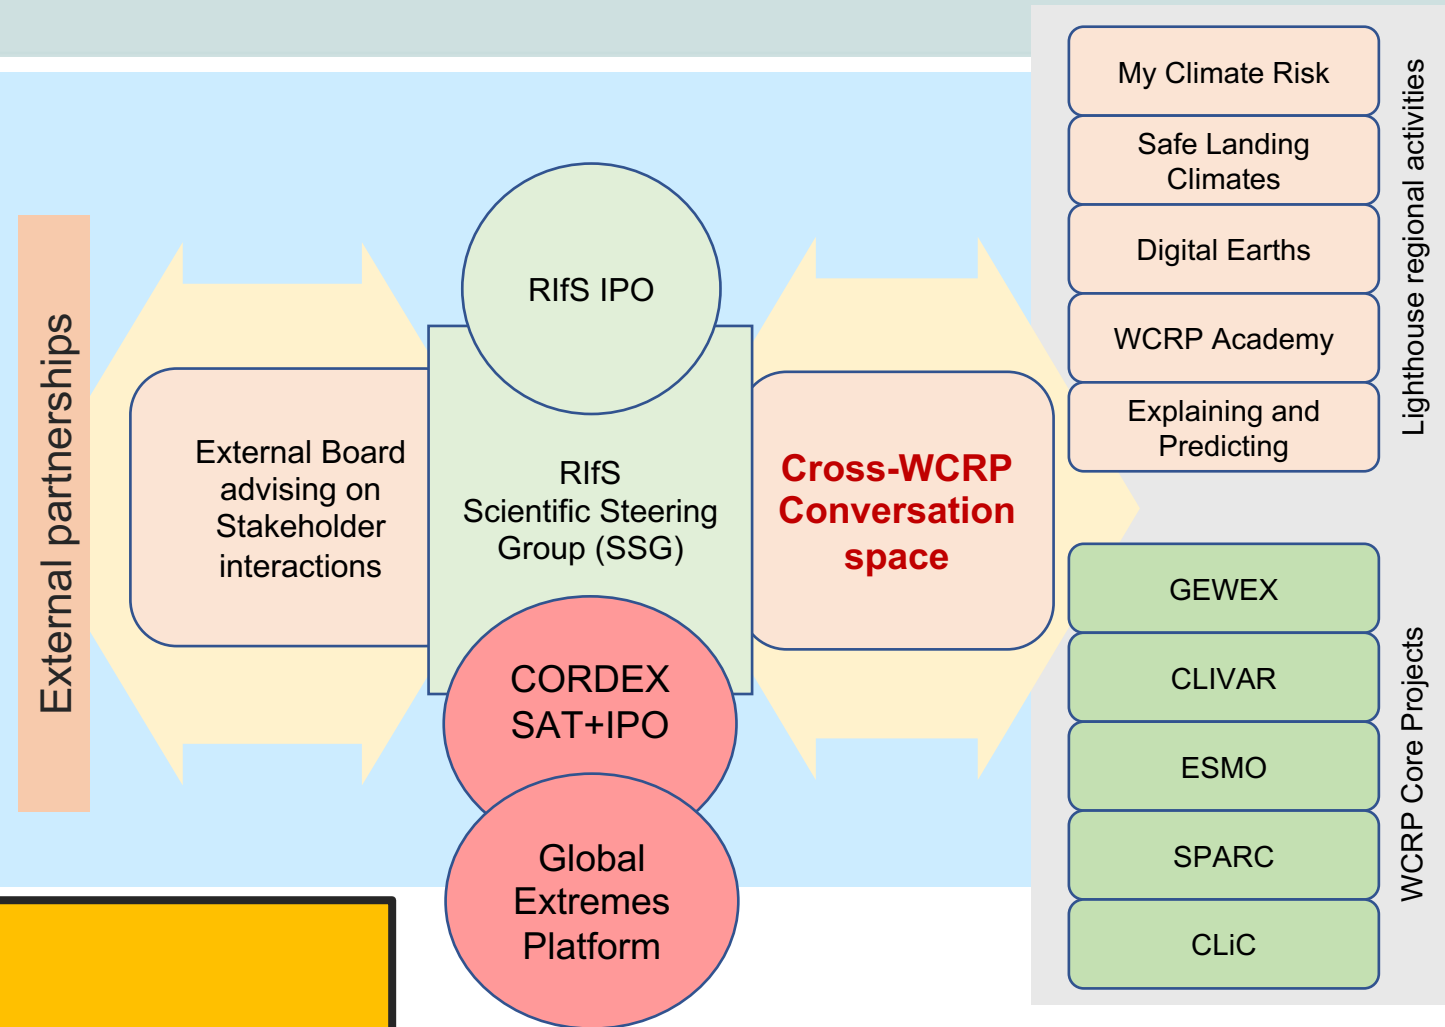 External partnerships
External Board
advising on
Stakeholder
interactions
RIfS IPO
RIfS
Scientific Steering
Group (SSG)
CORDEX
SAT+IPO
Global
Extremes
Platform
Cross-WCRP
Conversation
space
My Climate Risk
Safe Landing
Climates
Digital Earths
WCRP Academy
Explaining and
Predicting
Lighthouse regional activities
GEWEX
CLIVAR
ESMO
SPARC
CLiC
WCRP Core Projects